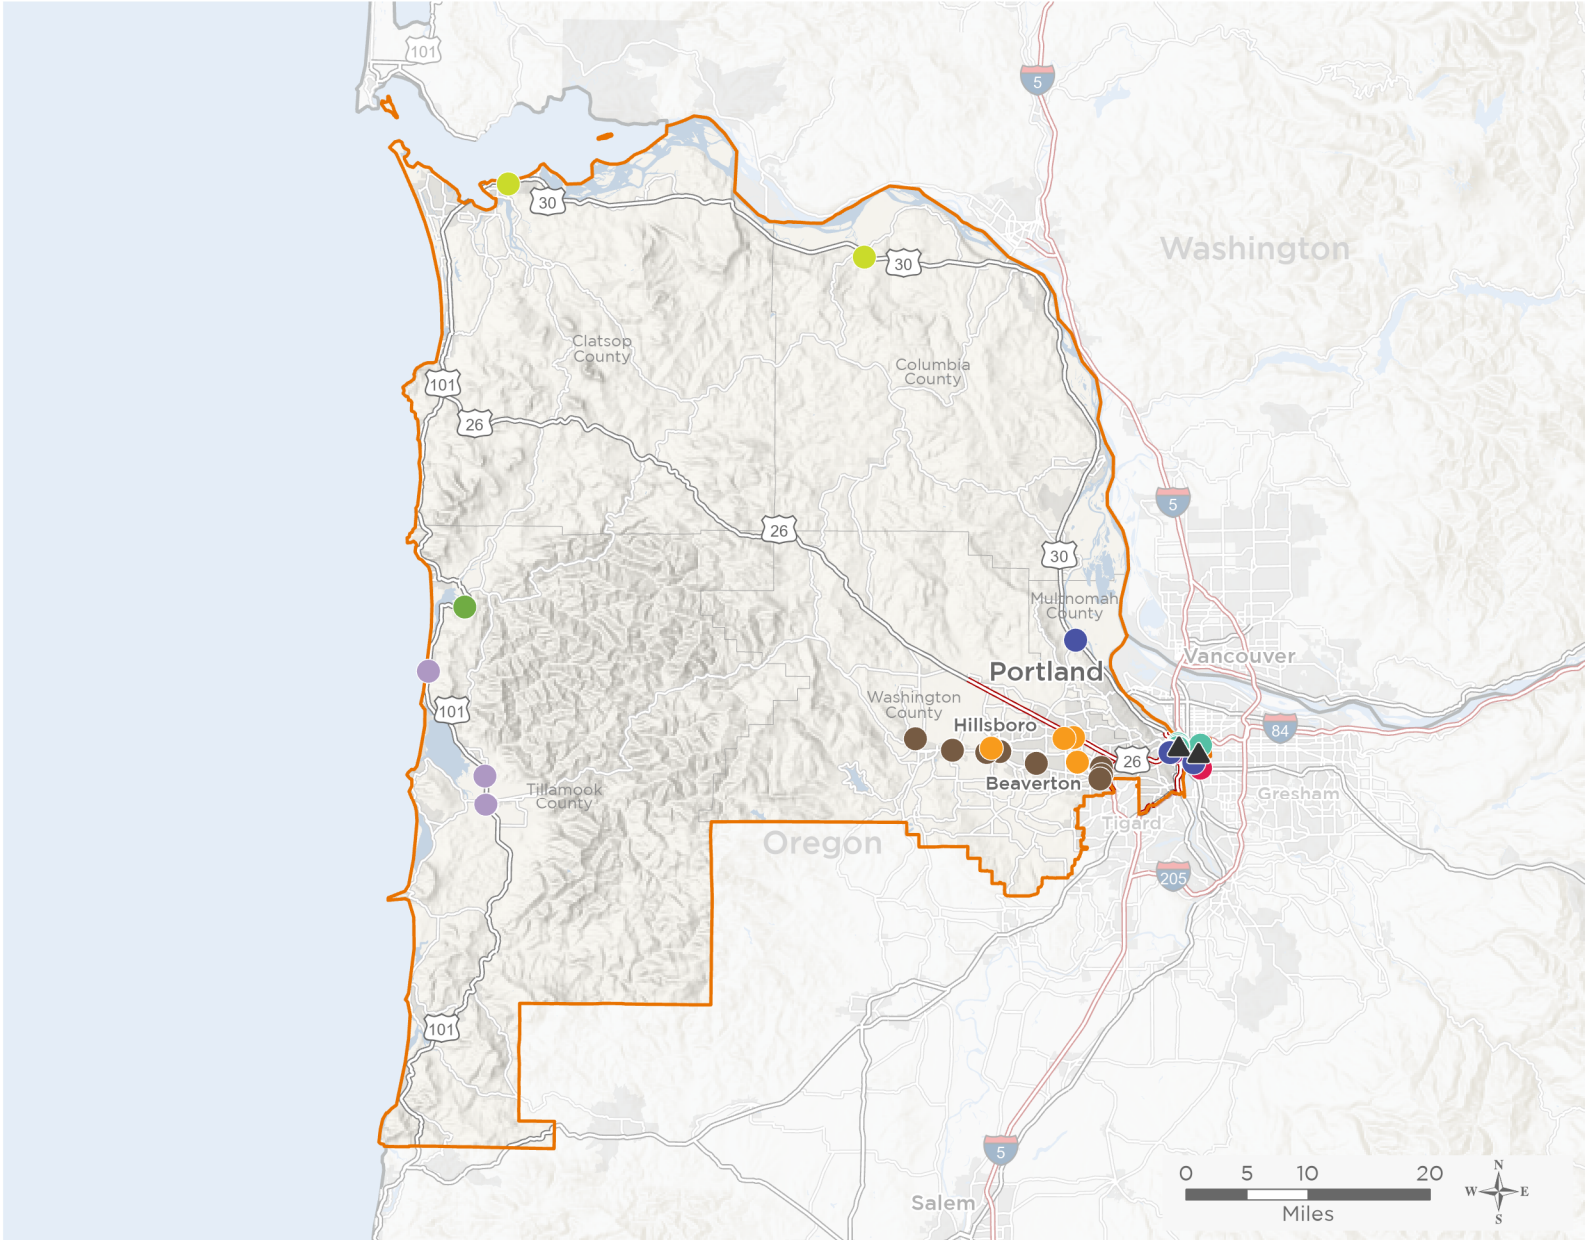 101
5
30
Washington
30
Clatsop
County
Columbia
County
101
26
5
26
30
Multnomah
County
Vancouver
Portland
Washington
County
101
Hillsboro
84
26
Beaverton
Tillamook
County
Gresham
Tigard
Oregon
205
101
5
Salem
0 5 10 20
Miles
N
W E
S